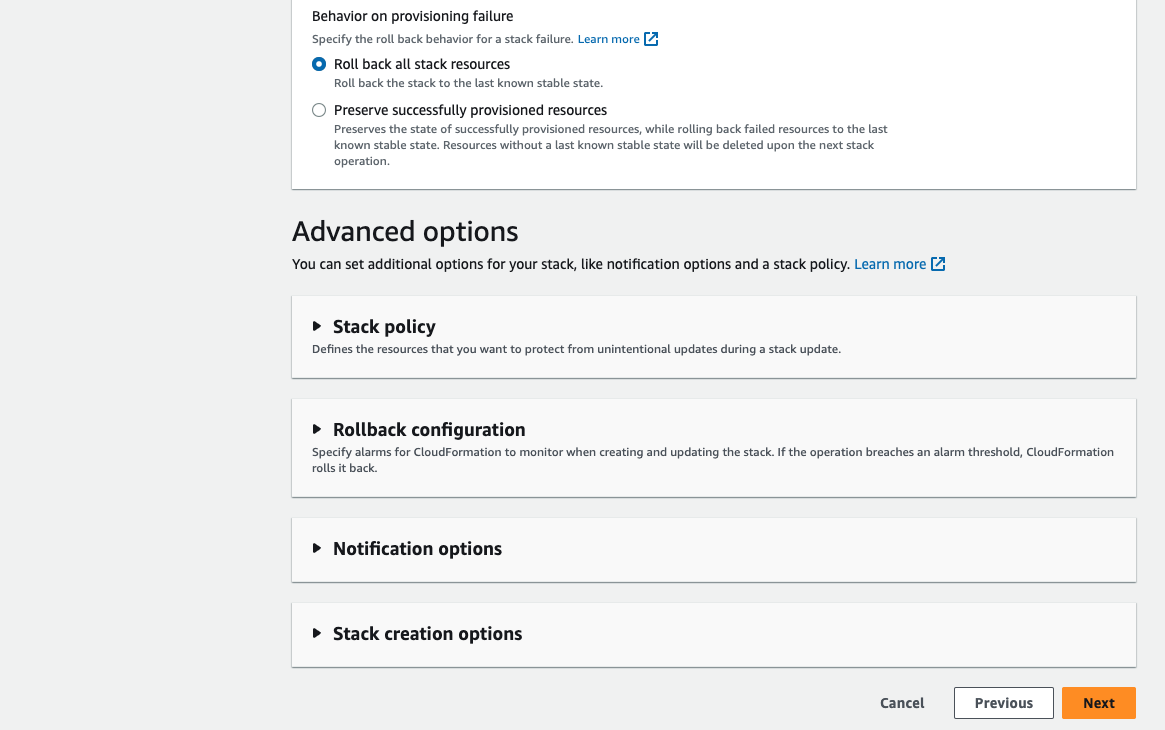 Behavior on provisioning failure
Specify the roll back behavior for a stack failure. Learn more
Roll back all stack resources
Roll back the stack to the last known stable state.
Preserve successfully provisioned resources
Preserves the state of successfully provisioned resources, while rolling back failed resources to the last
known stable state. Resources without a last known stable state will be deleted upon the next stack
operation.
Advanced options
You can set additional options for your stack, like notification options and a stack policy. Learn more
Stack policy
Defines the resources that you want to protect from unintentional updates during a stack update.
Rollback configuration
Specify alarms for CloudFormation to monitor when creating and updating the stack. If the operation breaches an alarm threshold, CloudFormation
rolls it back.
Notification options
Stack creation options
Cancel Previous Next